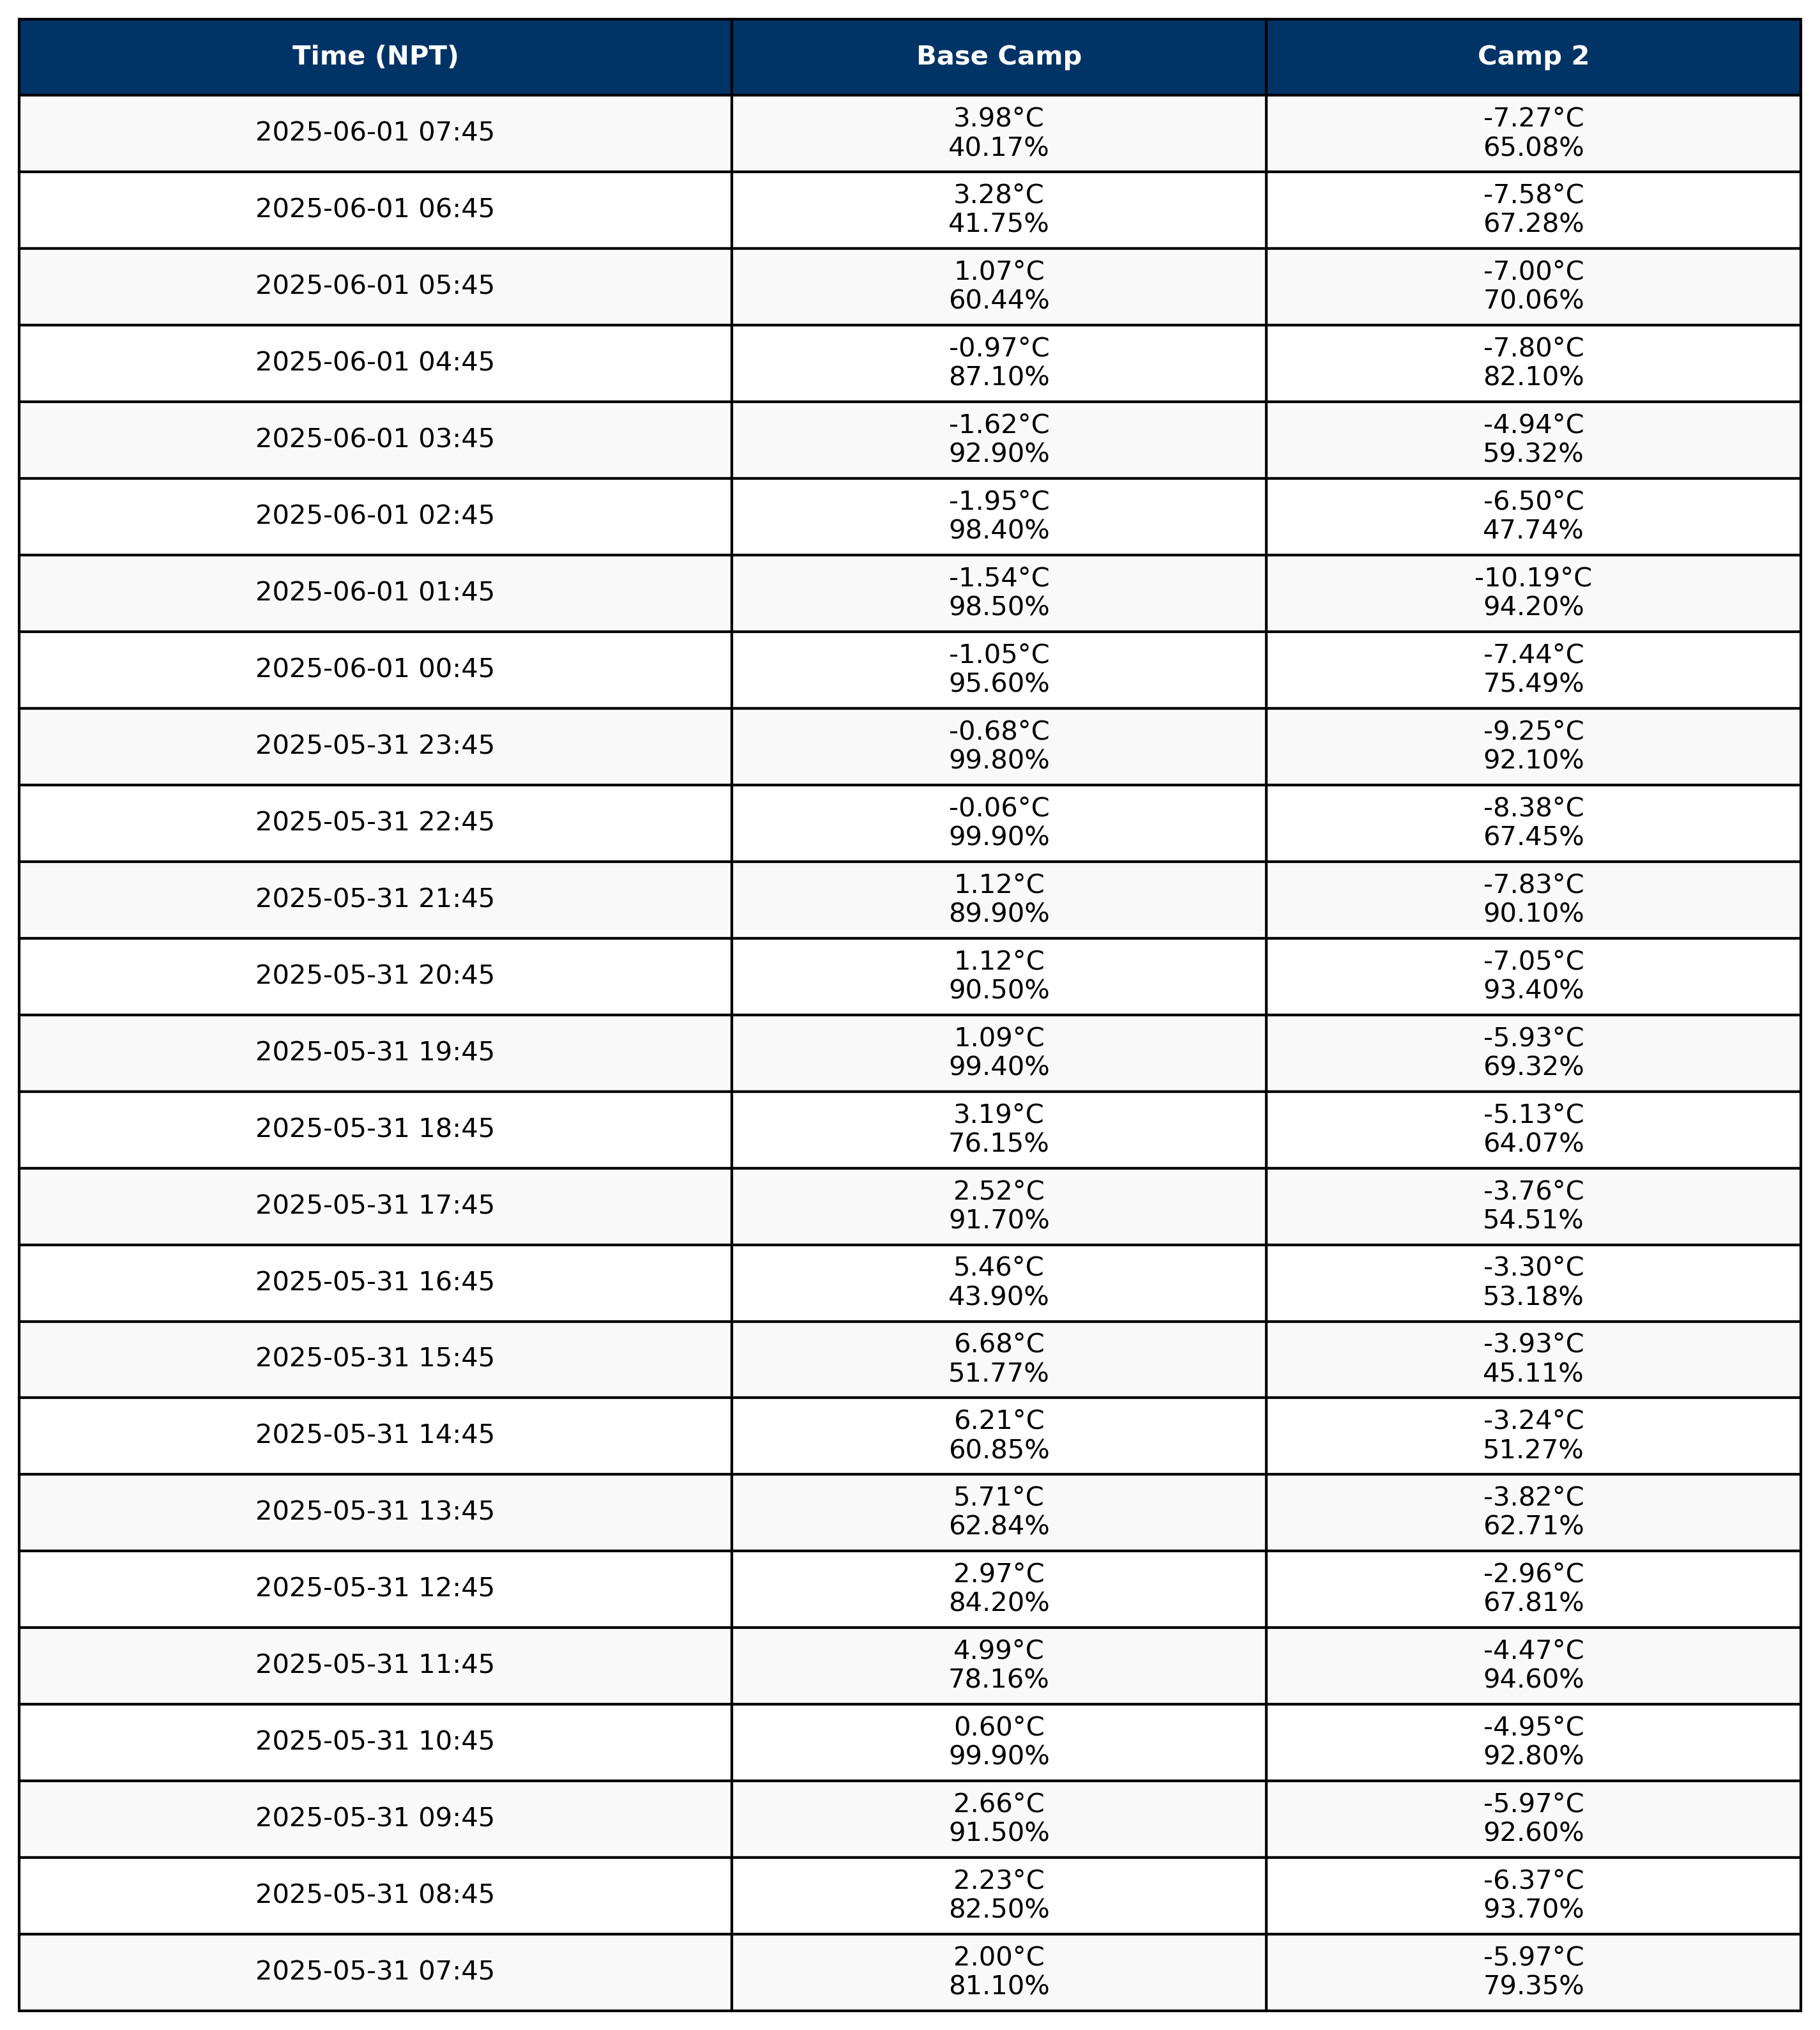 Time (NPT) Base Camp Camp 2
2025-06-01 07:45
3.98°C
40.17%
-7.27°C
65.08%
2025-06-01 06:45
3.28°C
41.75%
-7.58°C
67.28%
2025-06-01 05:45
1.07°C
60.44%
-7.00°C
70.06%
2025-06-01 04:45
-0.97°C
87.10%
-7.80°C
82.10%
2025-06-01 03:45
-1.62°C
92.90%
-4.94°C
59.32%
2025-06-01 02:45
-1.95°C
98.40%
-6.50°C
47.74%
2025-06-01 01:45
-1.54°C
98.50%
-10.19°C
94.20%
2025-06-01 00:45
-1.05°C
95.60%
-7.44°C
75.49%
2025-05-31 23:45
-0.68°C
99.80%
-9.25°C
92.10%
2025-05-31 22:45
-0.06°C
99.90%
-8.38°C
67.45%
2025-05-31 21:45
1.12°C
89.90%
-7.83°C
90.10%
2025-05-31 20:45
1.12°C
90.50%
-7.05°C
93.40%
2025-05-31 19:45
1.09°C
99.40%
-5.93°C
69.32%
2025-05-31 18:45
3.19°C
76.15%
-5.13°C
64.07%
2025-05-31 17:45
2.52°C
91.70%
-3.76°C
54.51%
2025-05-31 16:45
5.46°C
43.90%
-3.30°C
53.18%
2025-05-31 15:45
6.68°C
51.77%
-3.93°C
45.11%
2025-05-31 14:45
6.21°C
60.85%
-3.24°C
51.27%
2025-05-31 13:45
5.71°C
62.84%
-3.82°C
62.71%
2025-05-31 12:45
2.97°C
84.20%
-2.96°C
67.81%
2025-05-31 11:45
4.99°C
78.16%
-4.47°C
94.60%
2025-05-31 10:45
0.60°C
99.90%
-4.95°C
92.80%
2025-05-31 09:45
2.66°C
91.50%
-5.97°C
92.60%
2025-05-31 08:45
2.23°C
82.50%
-6.37°C
93.70%
2025-05-31 07:45
2.00°C
81.10%
-5.97°C
79.35%